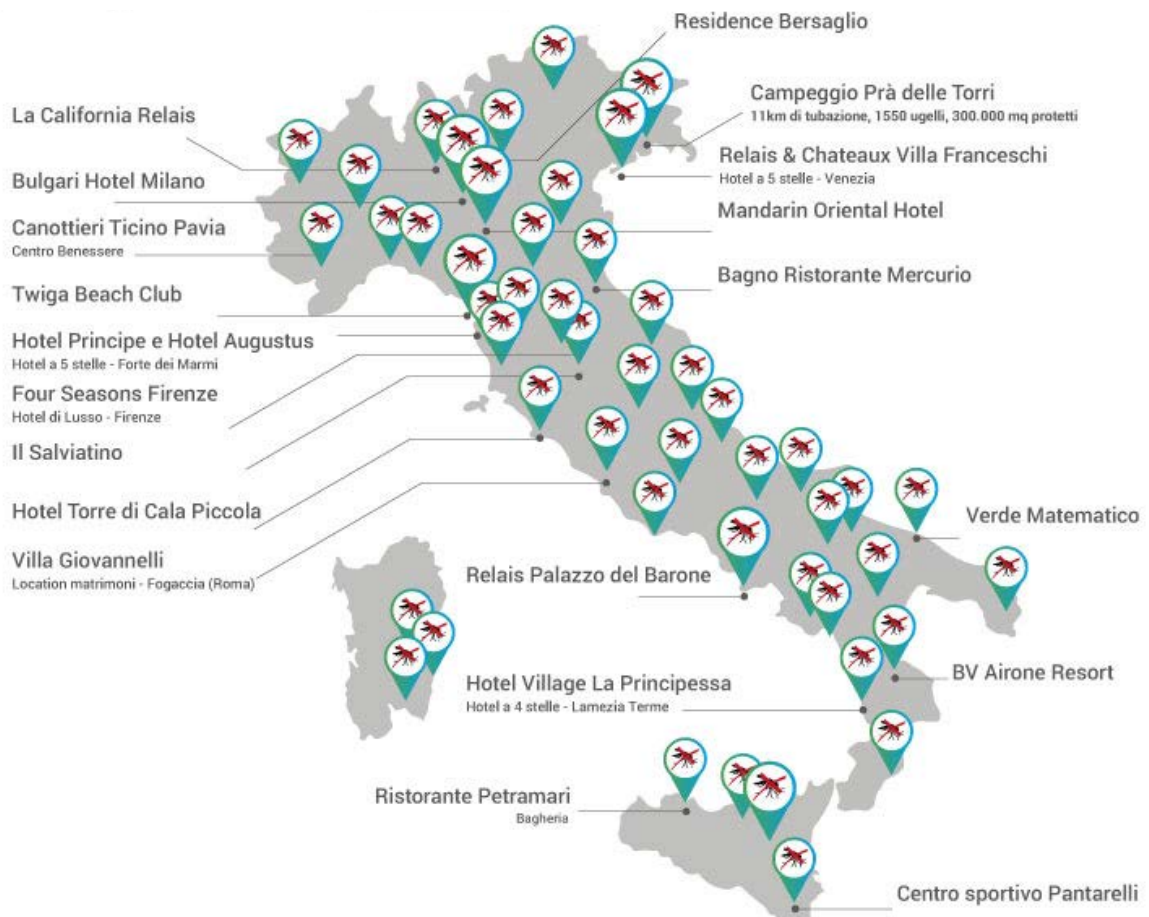 Residence Bersaglio
La California Relais
Campeggio Prà delle Torri
11km di tubazione, 1550 ugelli, 300.000 mq protetti
Bulgari Hotel Milano
Relais & Chateaux Villa Franceschi
Hotel a 5 stelle - Venezia
Canottieri Ticino Pavia
Centro Benessere
Mandarin Oriental Hotel
Twiga Beach Club
Bagno Ristorante Mercurio
Hotel Principe e Hotel Augustus
Hotel a 5 stelle - Forte dei Marmi
Four Seasons Firenze
Hotel di Lusso - Firenze
Il Salviatino
Hotel Torre di Cala Piccola
Verde Matematico
Villa Giovannelli
Location matrimoni - Fogaccia (Roma)
Relais Palazzo del Barone
BV Airone Resort
Hotel Village La Principessa
Hotel a 4 stelle - Lamezia Terme
Ristorante Petramari
Bagheria
Centro sportivo Pantarelli